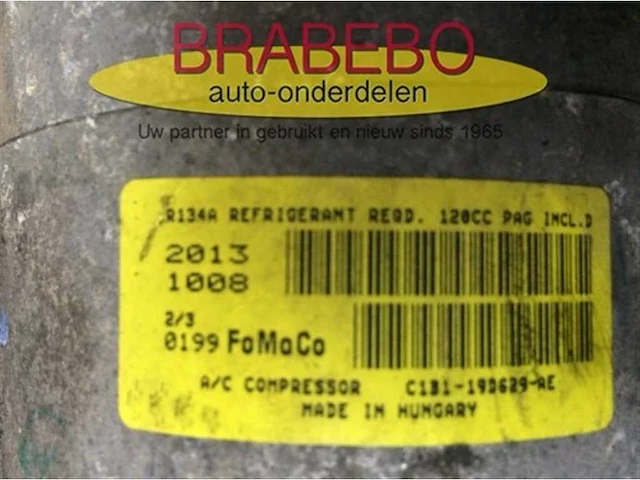 BRABEBO
auto-onderdelen
Uw partner in gebruikt en nieuw sinds 1965
R134A REFRIGERANT REQD. 120CC PAG INCL.D
2013
1008
2/3
0199 FoMoCo
A/C COMPRESSOR C1B1-19D629-AE
MADE IN HUNGARY